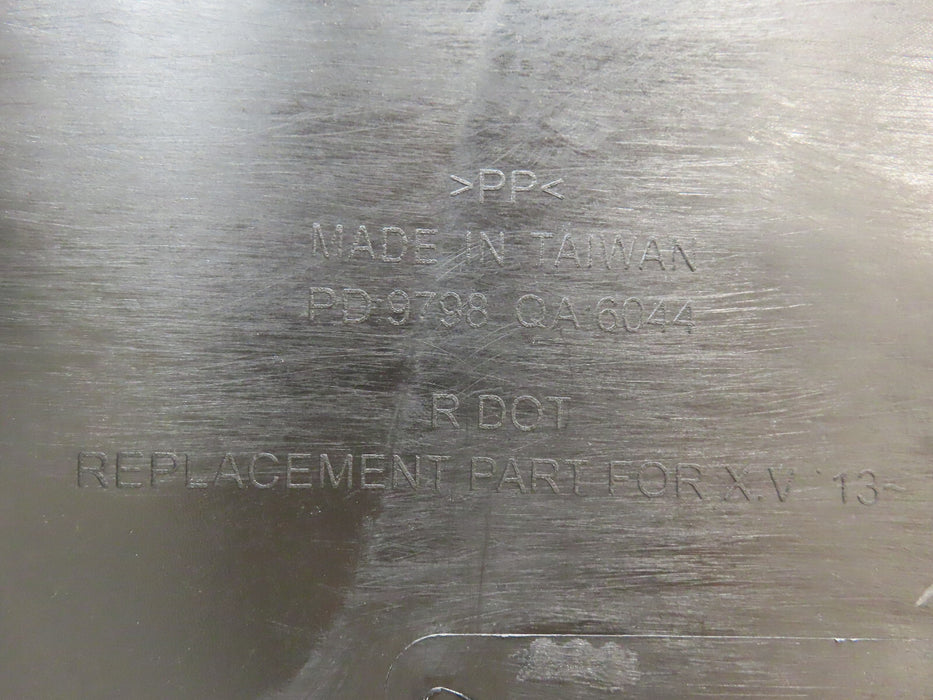 >PP<
MADE IN TAIWAN
PD:9798 QA:6044
R DOT
REPLACEMENT PART FOR X.V '13~